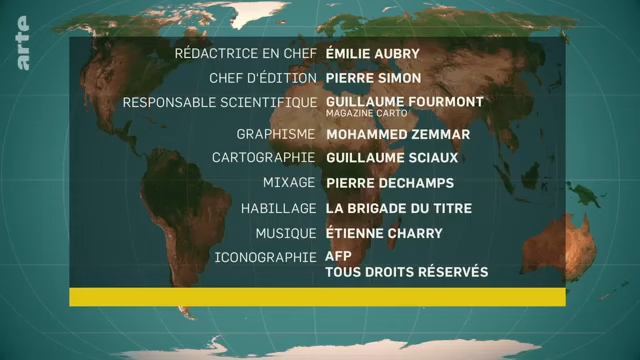 arte
RÉDACTRICE EN CHEF ÉMILIE AUBRY
CHEF D'ÉDITION PIERRE SIMON
RESPONSABLE SCIENTIFIQUE GUILLAUME FOURMONT
MAGAZINE CARTO
GRAPHISME MOHAMMED ZEMMAR
CARTOGRAPHIE GUILLAUME SCIAUX
MIXAGE PIERRE DECHAMPS
HABILLAGE LA BRIGADE DU TITRE
MUSIQUE ÉTIENNE CHARRY
ICONOGRAPHIE AFP
TOUS DROITS RÉSERVÉS